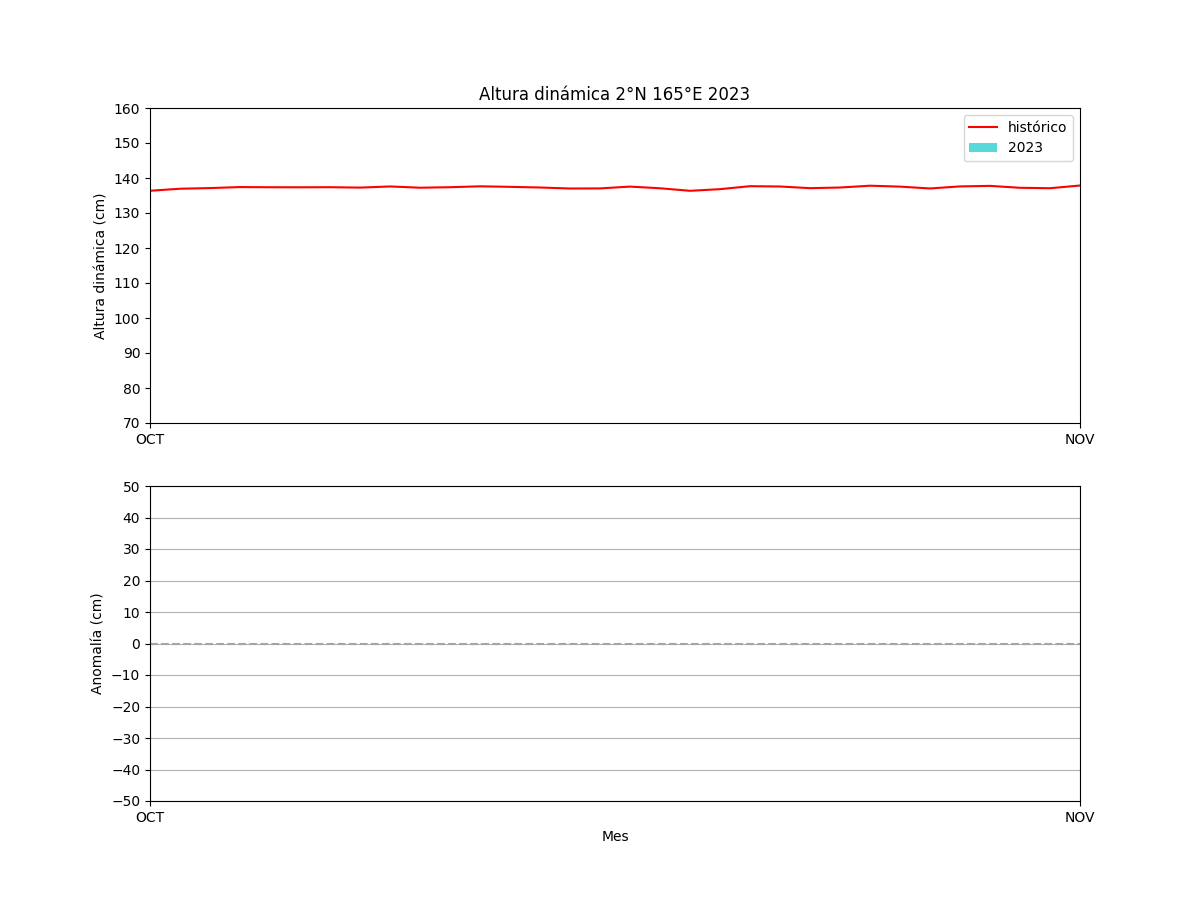 Altura dinámica 2°N 165°E 2023
histórico
2023
Altura dinámica (cm)
160
150
140
130
120
110
100
90
80
70
OCT
NOV
Anomalía (cm)
50
40
30
20
10
0
−10
−20
−30
−40
−50
OCT
NOV
Mes